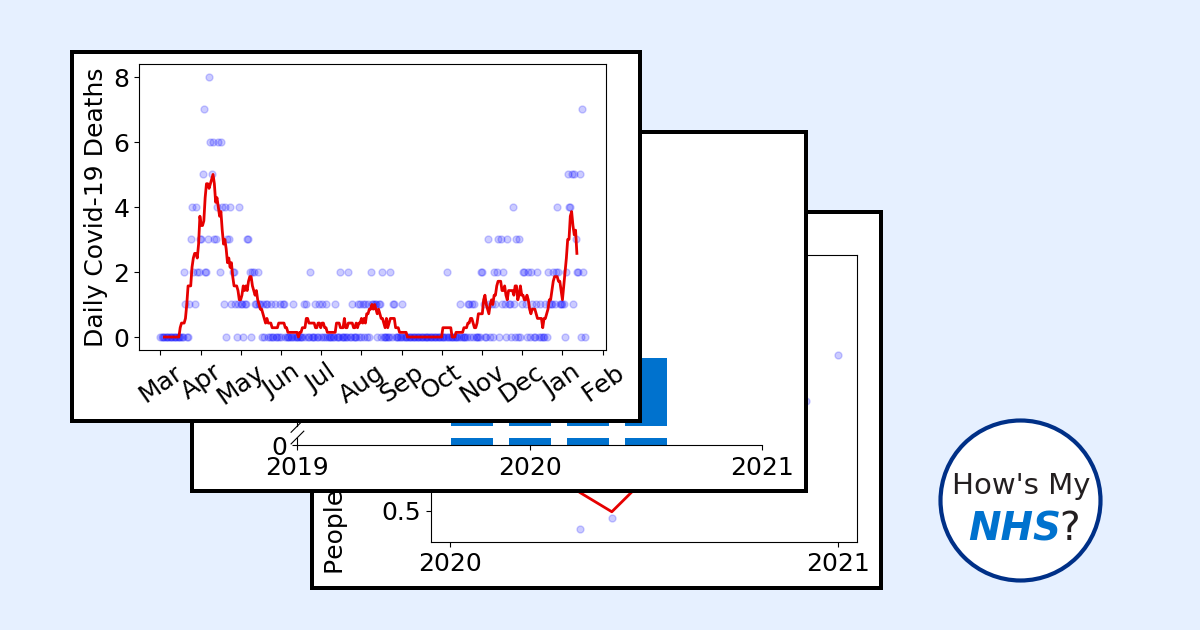 Daily Covid-19 Deaths
8
6
4
2
0
Mar Apr May Jun Jul Aug Sep Oct Nov Dec Jan Feb
0
2019 2020 2021
People
0.5
2020 2021
How's My
NHS?